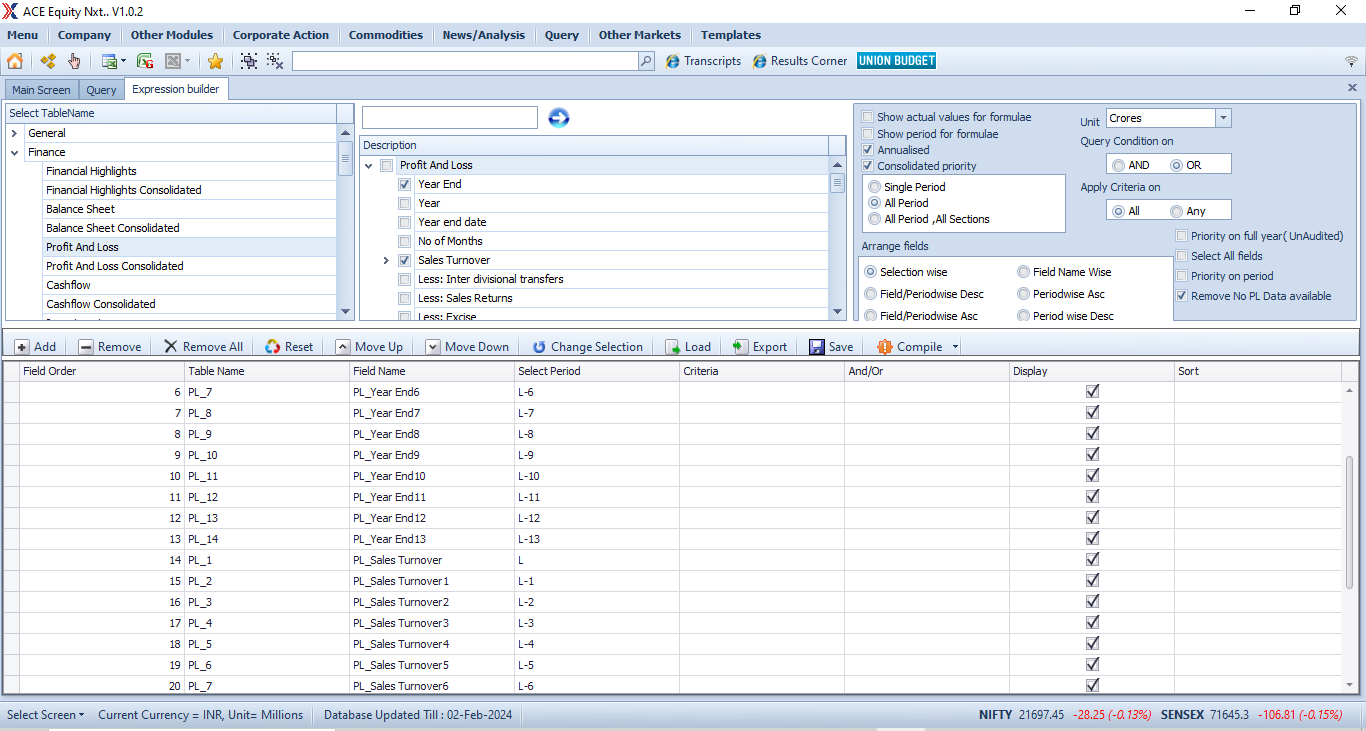 ACE Equity Nxt.. V1.0.2
Menu Company Other Modules Corporate Action Commodities News/Analysis Query Other Markets Templates
Transcripts Results Corner UNION BUDGET
Main Screen Query Expression builder
Select TableName
General
Finance
Financial Highlights
Financial Highlights Consolidated
Balance Sheet
Balance Sheet Consolidated
Profit And Loss
Profit And Loss Consolidated
Cashflow
Cashflow Consolidated
Description
Profit And Loss
Year End
Year
Year end date
No of Months
Sales Turnover
Less: Inter divisional transfers
Less: Sales Returns
Less: Excise
Show actual values for formulae
Show period for formulae
Annualised
Consolidated priority
Single Period
All Period
All Period ,All Sections
Arrange fields
Selection wise Field Name Wise
Field/Periodwise Desc Periodwise Asc
Field/Periodwise Asc Period wise Desc
Unit Crores
Query Condition on
AND OR
Apply Criteria on
All Any
Priority on full year(UnAudited)
Select All fields
Priority on period
Remove No PL Data available
Add Remove Remove All Reset Move Up Move Down Change Selection Load Export Save Compile
Field Order Table Name Field Name Select Period Criteria And/Or Display Sort
6 PL_7 PL_Year End6 L-6
7 PL_8 PL_Year End7 L-7
8 PL_9 PL_Year End8 L-8
9 PL_10 PL_Year End9 L-9
10 PL_11 PL_Year End10 L-10
11 PL_12 PL_Year End11 L-11
12 PL_13 PL_Year End12 L-12
13 PL_14 PL_Year End13 L-13
14 PL_1 PL_Sales Turnover L
15 PL_2 PL_Sales Turnover1 L-1
16 PL_3 PL_Sales Turnover2 L-2
17 PL_4 PL_Sales Turnover3 L-3
18 PL_5 PL_Sales Turnover4 L-4
19 PL_6 PL_Sales Turnover5 L-5
20 PL_7 PL_Sales Turnover6 L-6
Select Screen Current Currency = INR, Unit= Millions Database Updated Till : 02-Feb-2024 NIFTY 21697.45 -28.25 (-0.13%) SENSEX 71645.3 -106.81 (-0.15%)